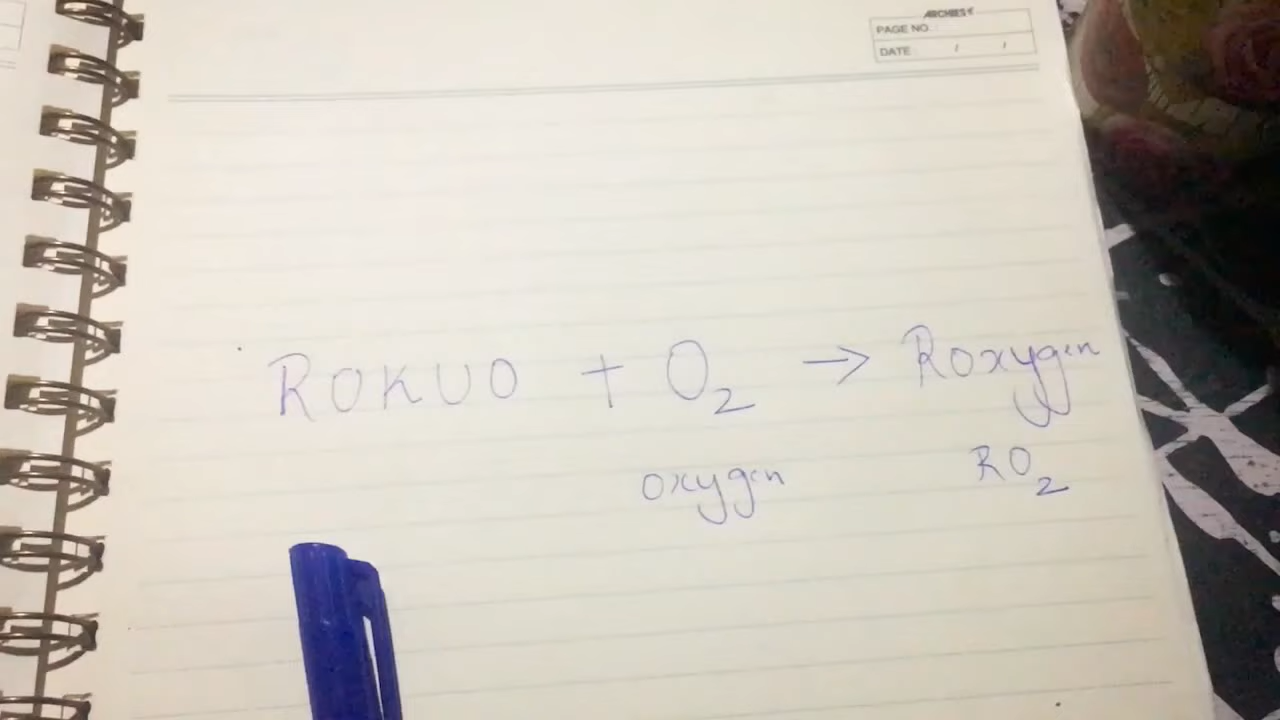 ARCHIES
PAGE NO.
DATE: / /
ROKUO + O₂ → Roxygen
oxygen RO₂